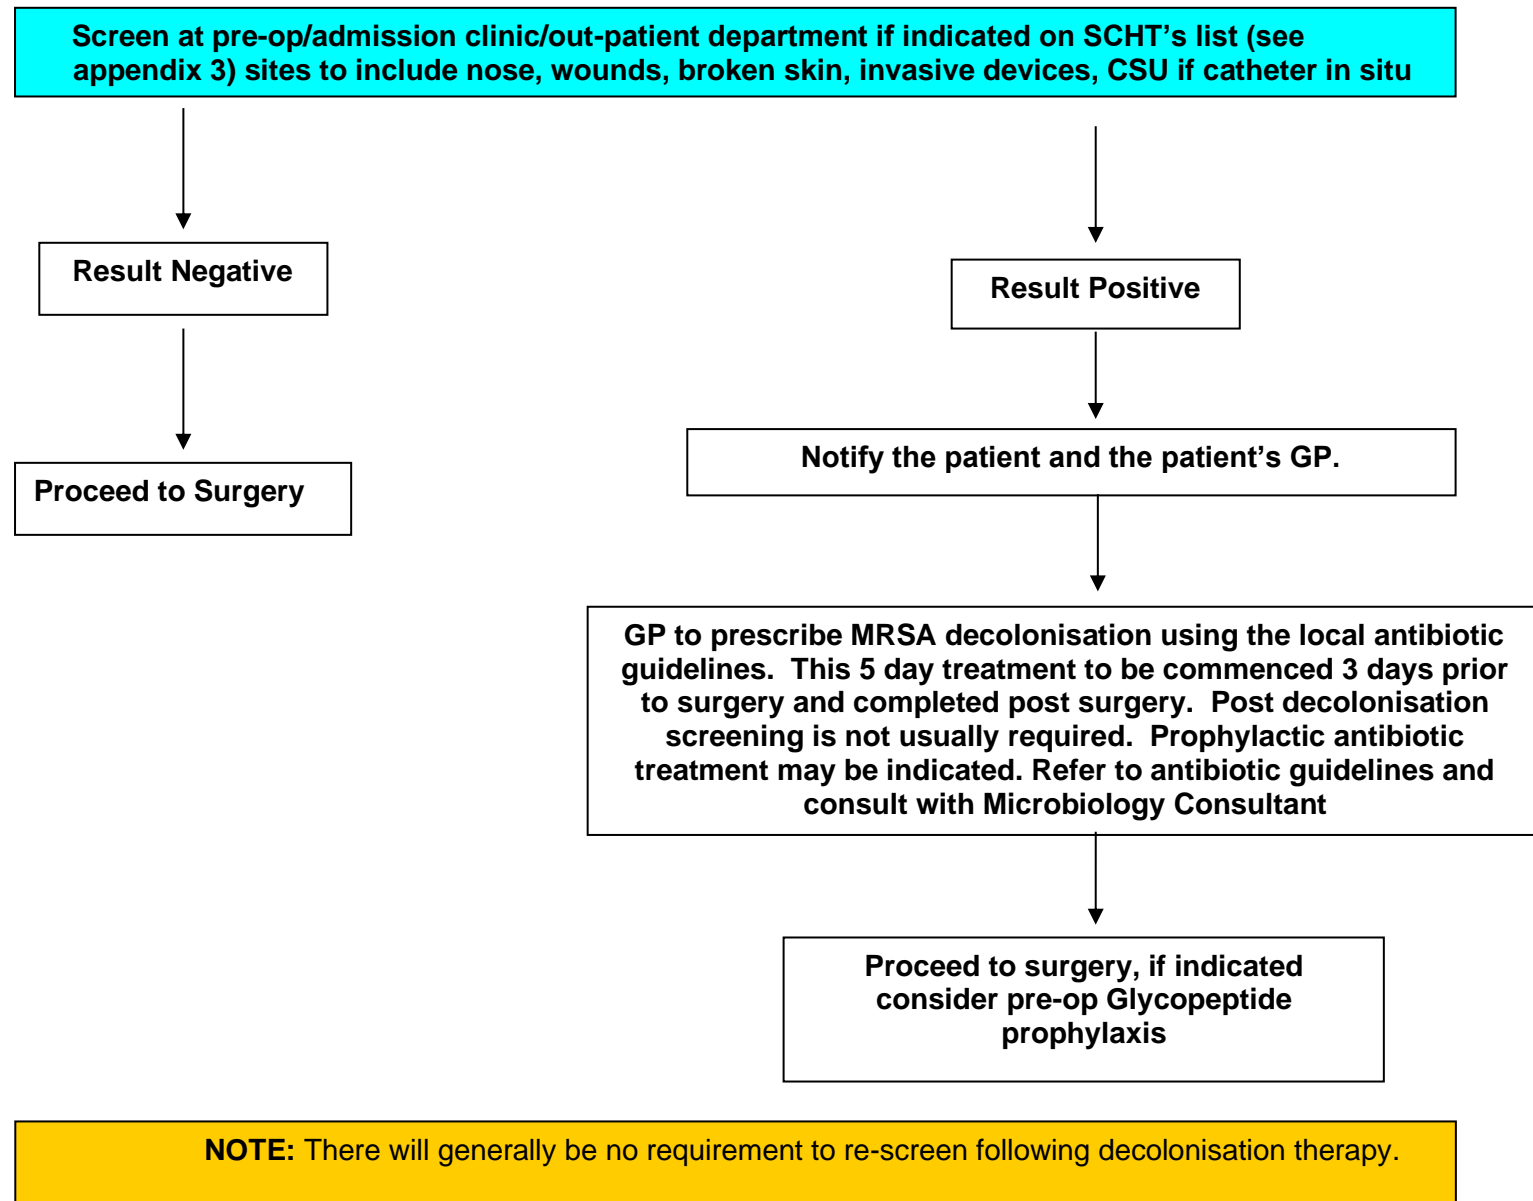 Screen at pre-op/admission clinic/out-patient department if indicated on SCHT’s list (see
appendix 3) sites to include nose, wounds, broken skin, invasive devices, CSU if catheter in situ
Result Negative
Proceed to Surgery
Result Positive
Notify the patient and the patient’s GP.
GP to prescribe MRSA decolonisation using the local antibiotic
guidelines.  This 5 day treatment to be commenced 3 days prior
to surgery and completed post surgery.  Post decolonisation
screening is not usually required.  Prophylactic antibiotic
treatment may be indicated. Refer to antibiotic guidelines and
consult with Microbiology Consultant
Proceed to surgery, if indicated
consider pre-op Glycopeptide
prophylaxis
NOTE: There will generally be no requirement to re-screen following decolonisation therapy.